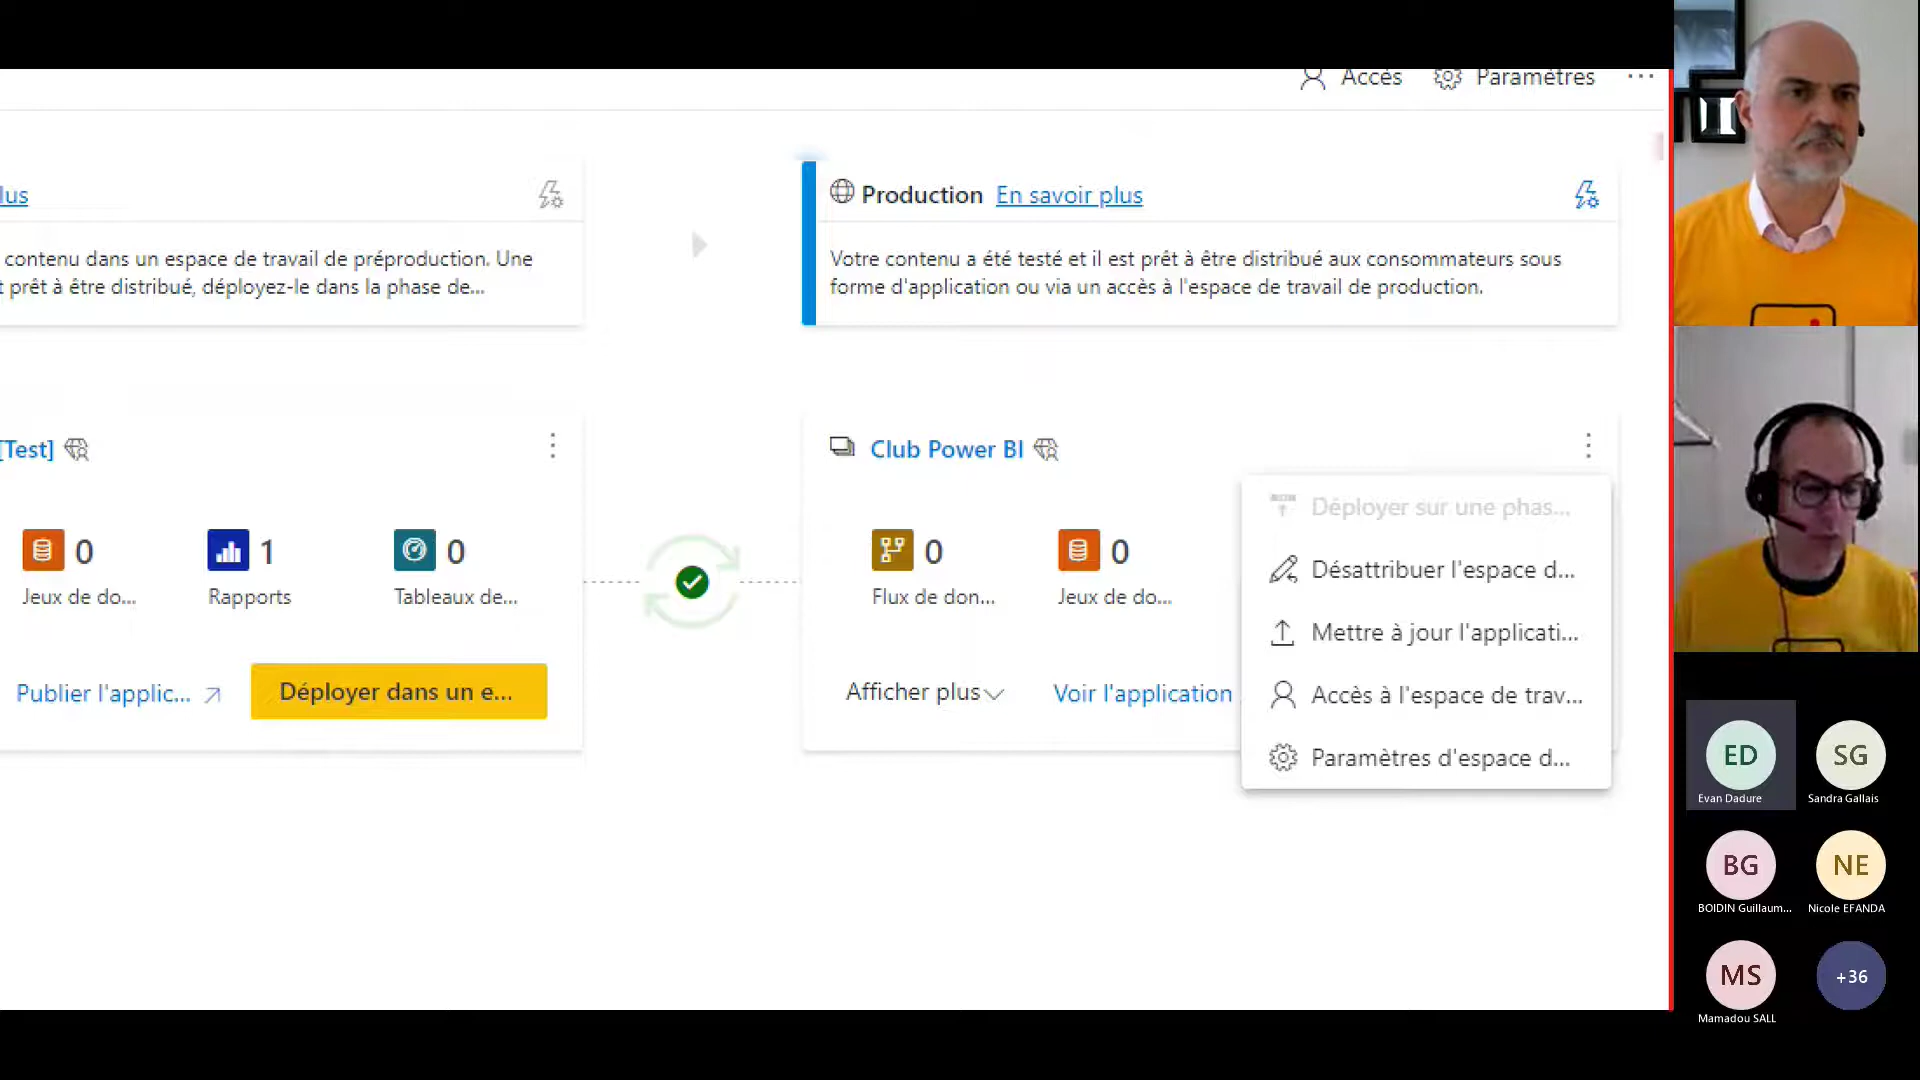 Accès
Paramètres
lus
contenu dans un espace de travail de préproduction. Une
t prêt à être distribué, déployez-le dans la phase de...
Production En savoir plus
Votre contenu a été testé et il est prêt à être distribué aux consommateurs sous
forme d'application ou via un accès à l'espace de travail de production.
[Test]
0
Jeux de do...
1
Rapports
0
Tableaux de...
Publier l'applic...
Déployer dans un e...
Club Power BI
0
Flux de don...
0
Jeux de do...
Afficher plus
Voir l'application
Déployer sur une phas...
Désattribuer l'espace d...
Mettre à jour l'applicati...
Accès à l'espace de trav...
Paramètres d'espace d...
ED
Evan Dadure
SG
Sandra Gallais
BG
BOIDIN Guillaum...
NE
Nicole EFANDA
MS
Mamadou SALL
+36